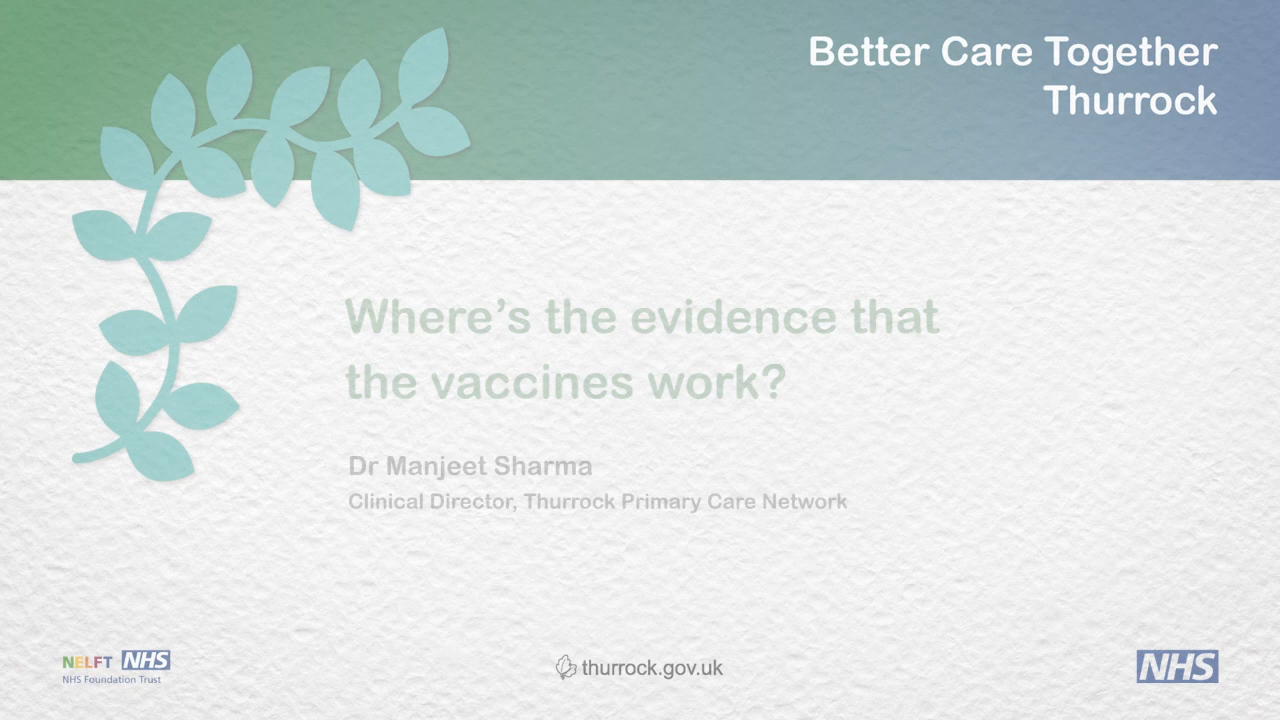 Better Care Together
Thurrock
Where's the evidence that
the vaccines work?
Dr Manjeet Sharma
Clinical Director, Thurrock Primary Care Network
NELFT NHS
NHS Foundation Trust
thurrock.gov.uk
NHS